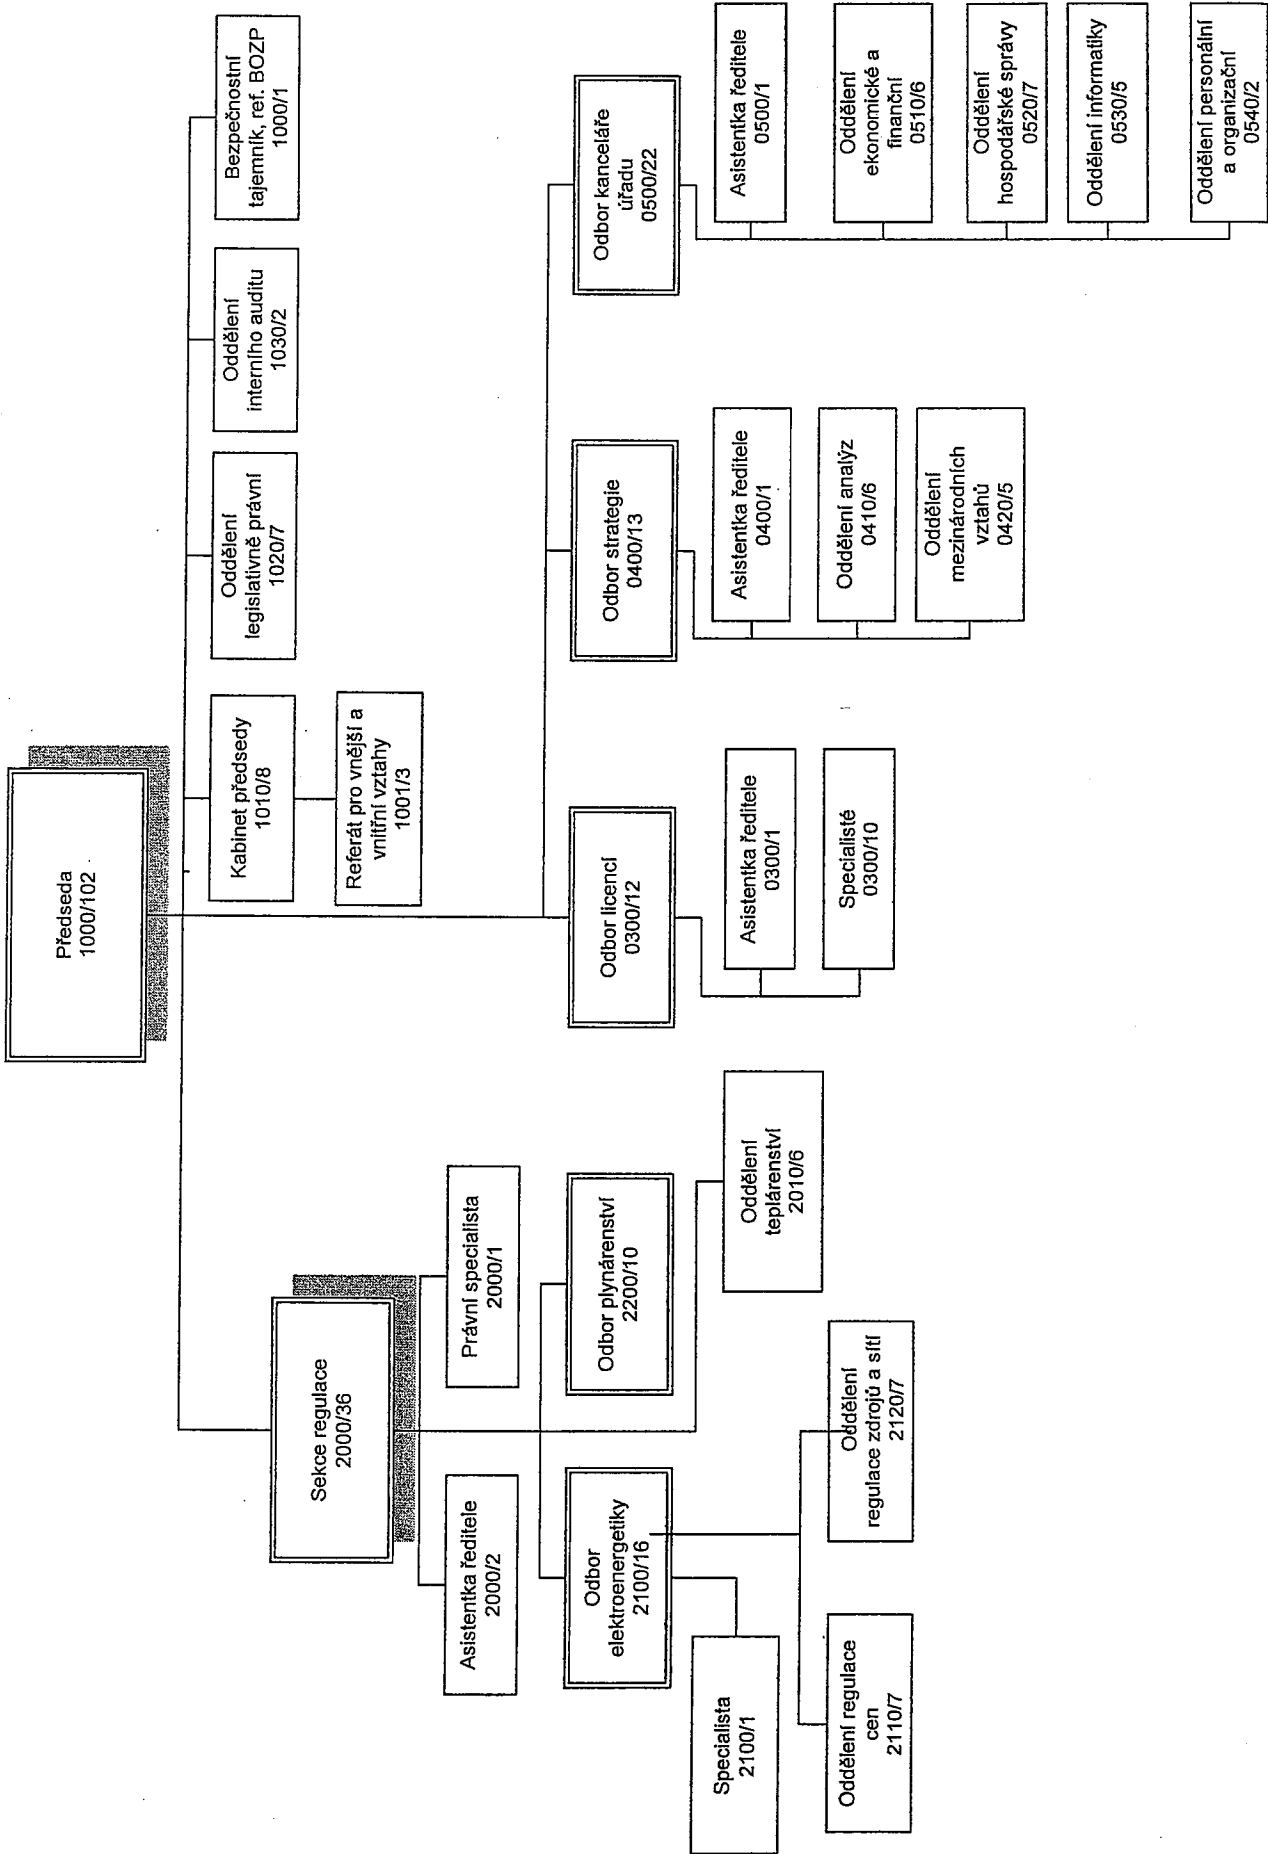 Předseda
1000/102
Bezpečnostní
tajemník, ref. BOZP
1000/1
Oddělení
interního auditu
1030/2
Oddělení
legislativně právní
1020/7
Kabinet předsedy
1010/8
Referát pro vnější a
vnitřní vztahy
1001/3
Sekce regulace
2000/36
Asistentka ředitele
2000/2
Právní specialista
2000/1
Odbor
elektroenergetiky
2100/16
Odbor plynárenství
2200/10
Specialista
2100/1
Oddělení regulace
cen
2110/7
Oddělení
regulace zdrojů a sítí
2120/7
Oddělení
teplárenství
2010/6
Odbor licencí
0300/12
Asistentka ředitele
0300/1
Specialisté
0300/10
Odbor strategie
0400/13
Asistentka ředitele
0400/1
Oddělení analýz
0410/6
Oddělení
mezinárodních
vztahů
0420/5
Odbor kanceláře
úřadu
0500/22
Asistentka ředitele
0500/1
Oddělení
ekonomické a
finanční
0510/6
Oddělení
hospodářské správy
0520/7
Oddělení informatiky
0530/5
Oddělení personální
a organizační
0540/2